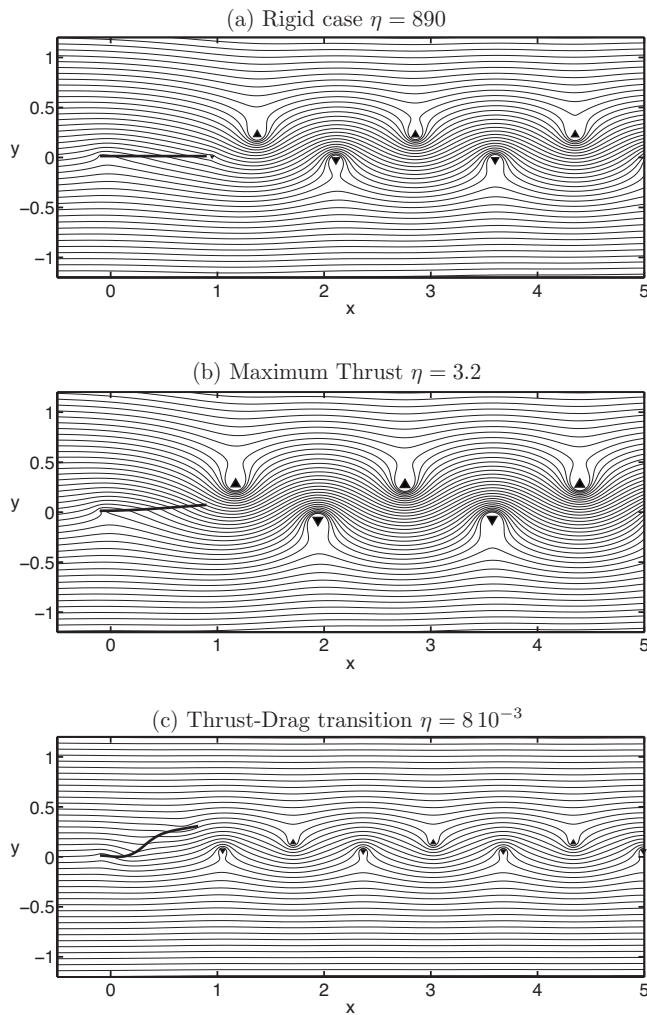 (a) Rigid case η = 890
1
0.5
y
0
−0.5
−1
0 1 2 3 4 5
x
(b) Maximum Thrust η = 3.2
1
0.5
y
0
−0.5
−1
0 1 2 3 4 5
x
(c) Thrust-Drag transition η = 8 10⁻³
1
0.5
y
0
−0.5
−1
0 1 2 3 4 5
x